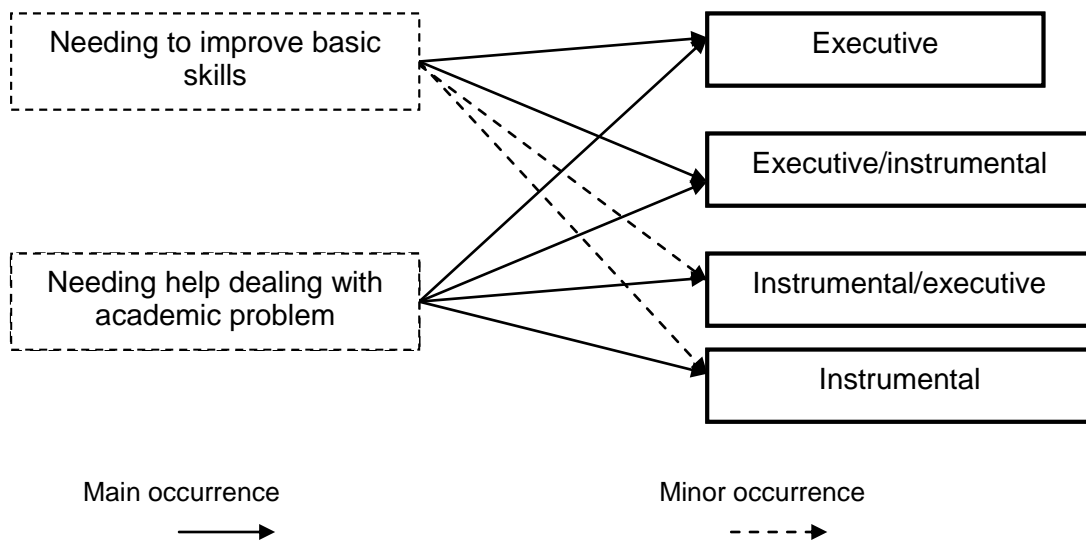 Needing to improve basic
skills
Executive
Executive/instrumental
Needing help dealing with
academic problem
Instrumental/executive
Instrumental
Main occurrence
Minor occurrence